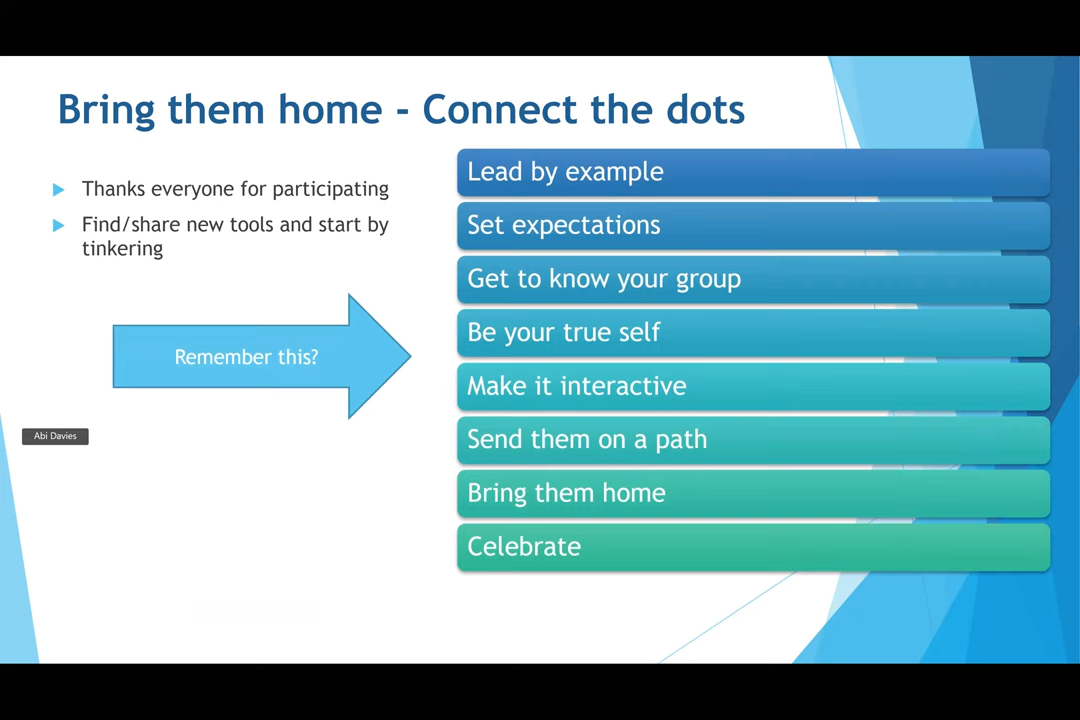 Bring them home - Connect the dots
Thanks everyone for participating
Find/share new tools and start by
tinkering
Remember this?
Abi Davies
Lead by example
Set expectations
Get to know your group
Be your true self
Make it interactive
Send them on a path
Bring them home
Celebrate